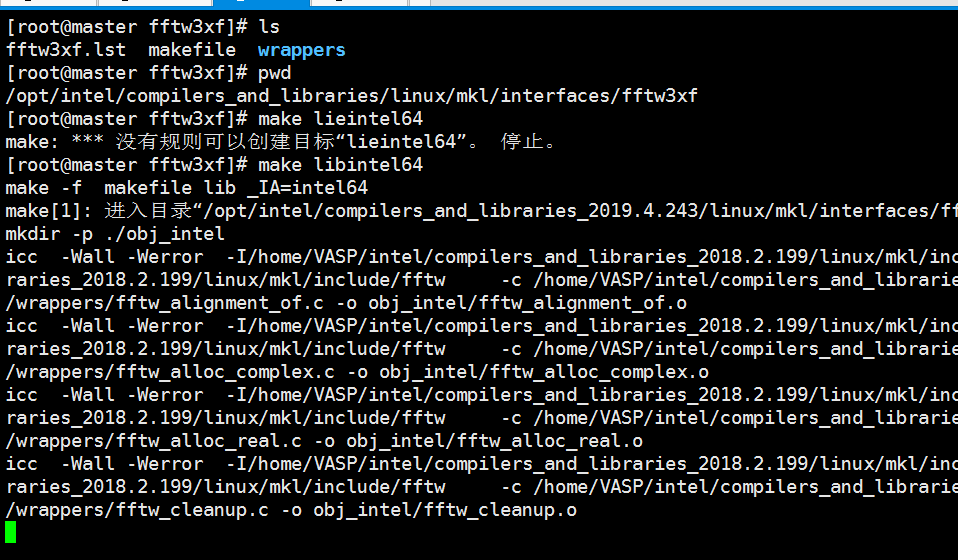 [root@master fftw3xf]# ls
fftw3xf.lst  makefile  wrappers
[root@master fftw3xf]# pwd
/opt/intel/compilers_and_libraries/linux/mkl/interfaces/fftw3xf
[root@master fftw3xf]# make lieintel64
make: *** 没有规则可以创建目标“lieintel64”。 停止。
[root@master fftw3xf]# make libintel64
make -f  makefile lib _IA=intel64
make[1]: 进入目录“/opt/intel/compilers_and_libraries_2019.4.243/linux/mkl/interfaces/ff
mkdir -p ./obj_intel
icc  -Wall -Werror  -I/home/VASP/intel/compilers_and_libraries_2018.2.199/linux/mkl/inc
raries_2018.2.199/linux/mkl/include/fftw     -c /home/VASP/intel/compilers_and_librarie
/wrappers/fftw_alignment_of.c -o obj_intel/fftw_alignment_of.o
icc  -Wall -Werror  -I/home/VASP/intel/compilers_and_libraries_2018.2.199/linux/mkl/inc
raries_2018.2.199/linux/mkl/include/fftw     -c /home/VASP/intel/compilers_and_librarie
/wrappers/fftw_alloc_complex.c -o obj_intel/fftw_alloc_complex.o
icc  -Wall -Werror  -I/home/VASP/intel/compilers_and_libraries_2018.2.199/linux/mkl/inc
raries_2018.2.199/linux/mkl/include/fftw     -c /home/VASP/intel/compilers_and_librarie
/wrappers/fftw_alloc_real.c -o obj_intel/fftw_alloc_real.o
icc  -Wall -Werror  -I/home/VASP/intel/compilers_and_libraries_2018.2.199/linux/mkl/inc
raries_2018.2.199/linux/mkl/include/fftw     -c /home/VASP/intel/compilers_and_librarie
/wrappers/fftw_cleanup.c -o obj_intel/fftw_cleanup.o